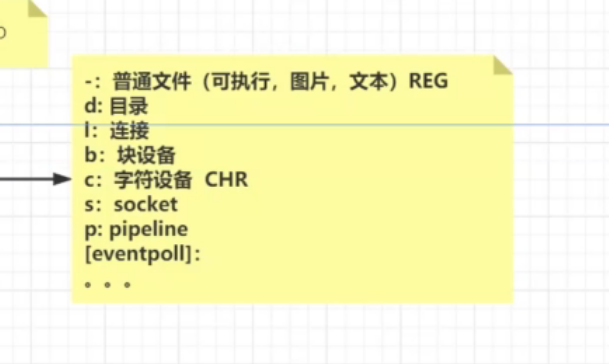 -：普通文件（可执行，图片，文本）REG
d: 目录
l：连接
b：块设备
c：字符设备  CHR
s：socket
p: pipeline
[eventpoll]：
。。。